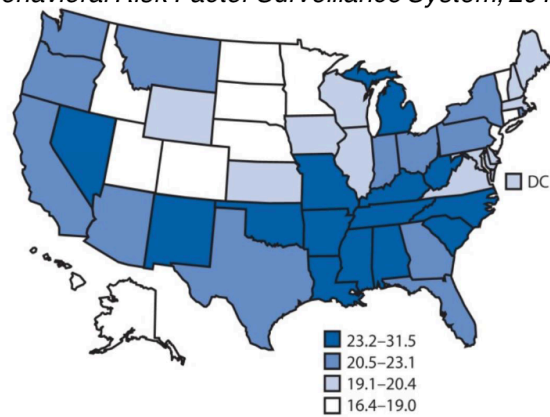 Behavioral Risk Factor Surveillance System, 201
DC
23.2–31.5
20.5–23.1
19.1–20.4
16.4–19.0